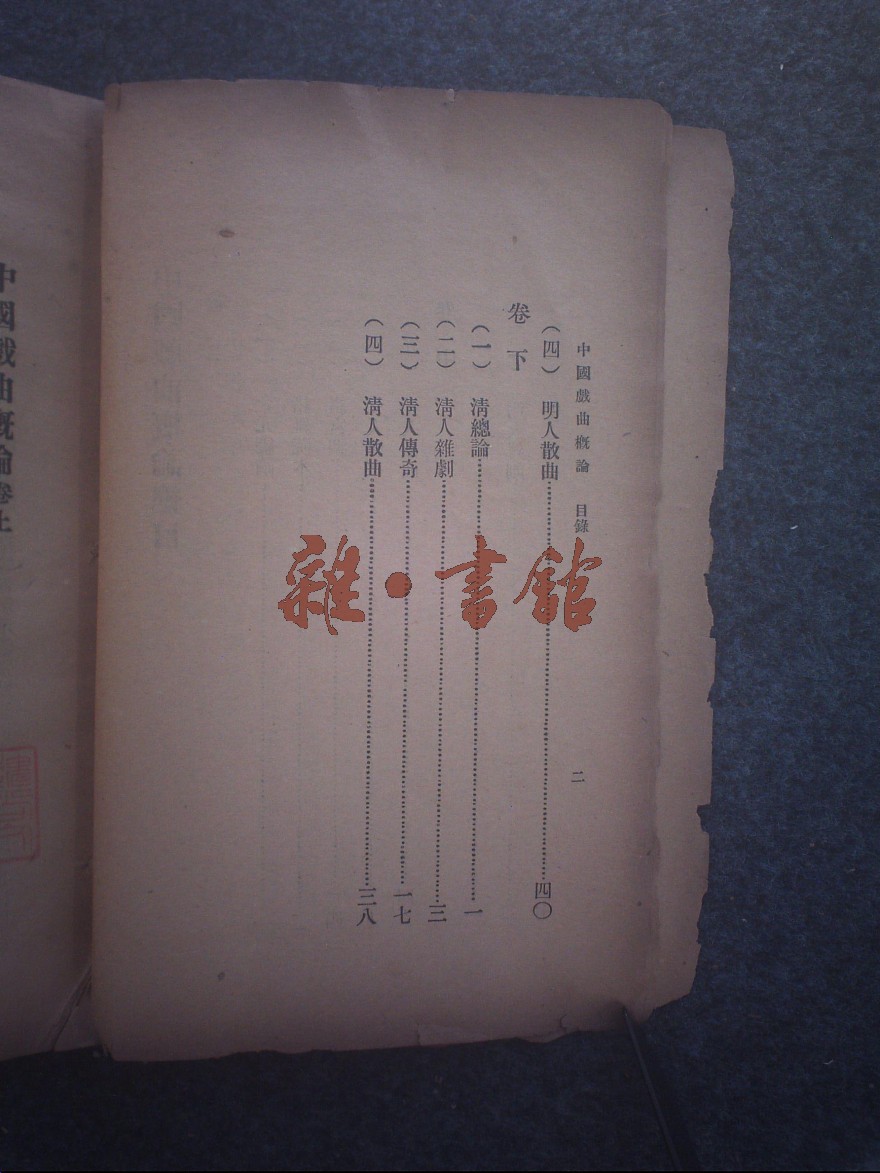 中國戲曲概論 目錄 二
(四) 明人散曲 四〇
卷下
(一) 清總論 一
(二) 清人雜劇 三
(三) 清人傳奇 一七
(四) 清人散曲 三八
中國戲曲概論卷上
雜•書館